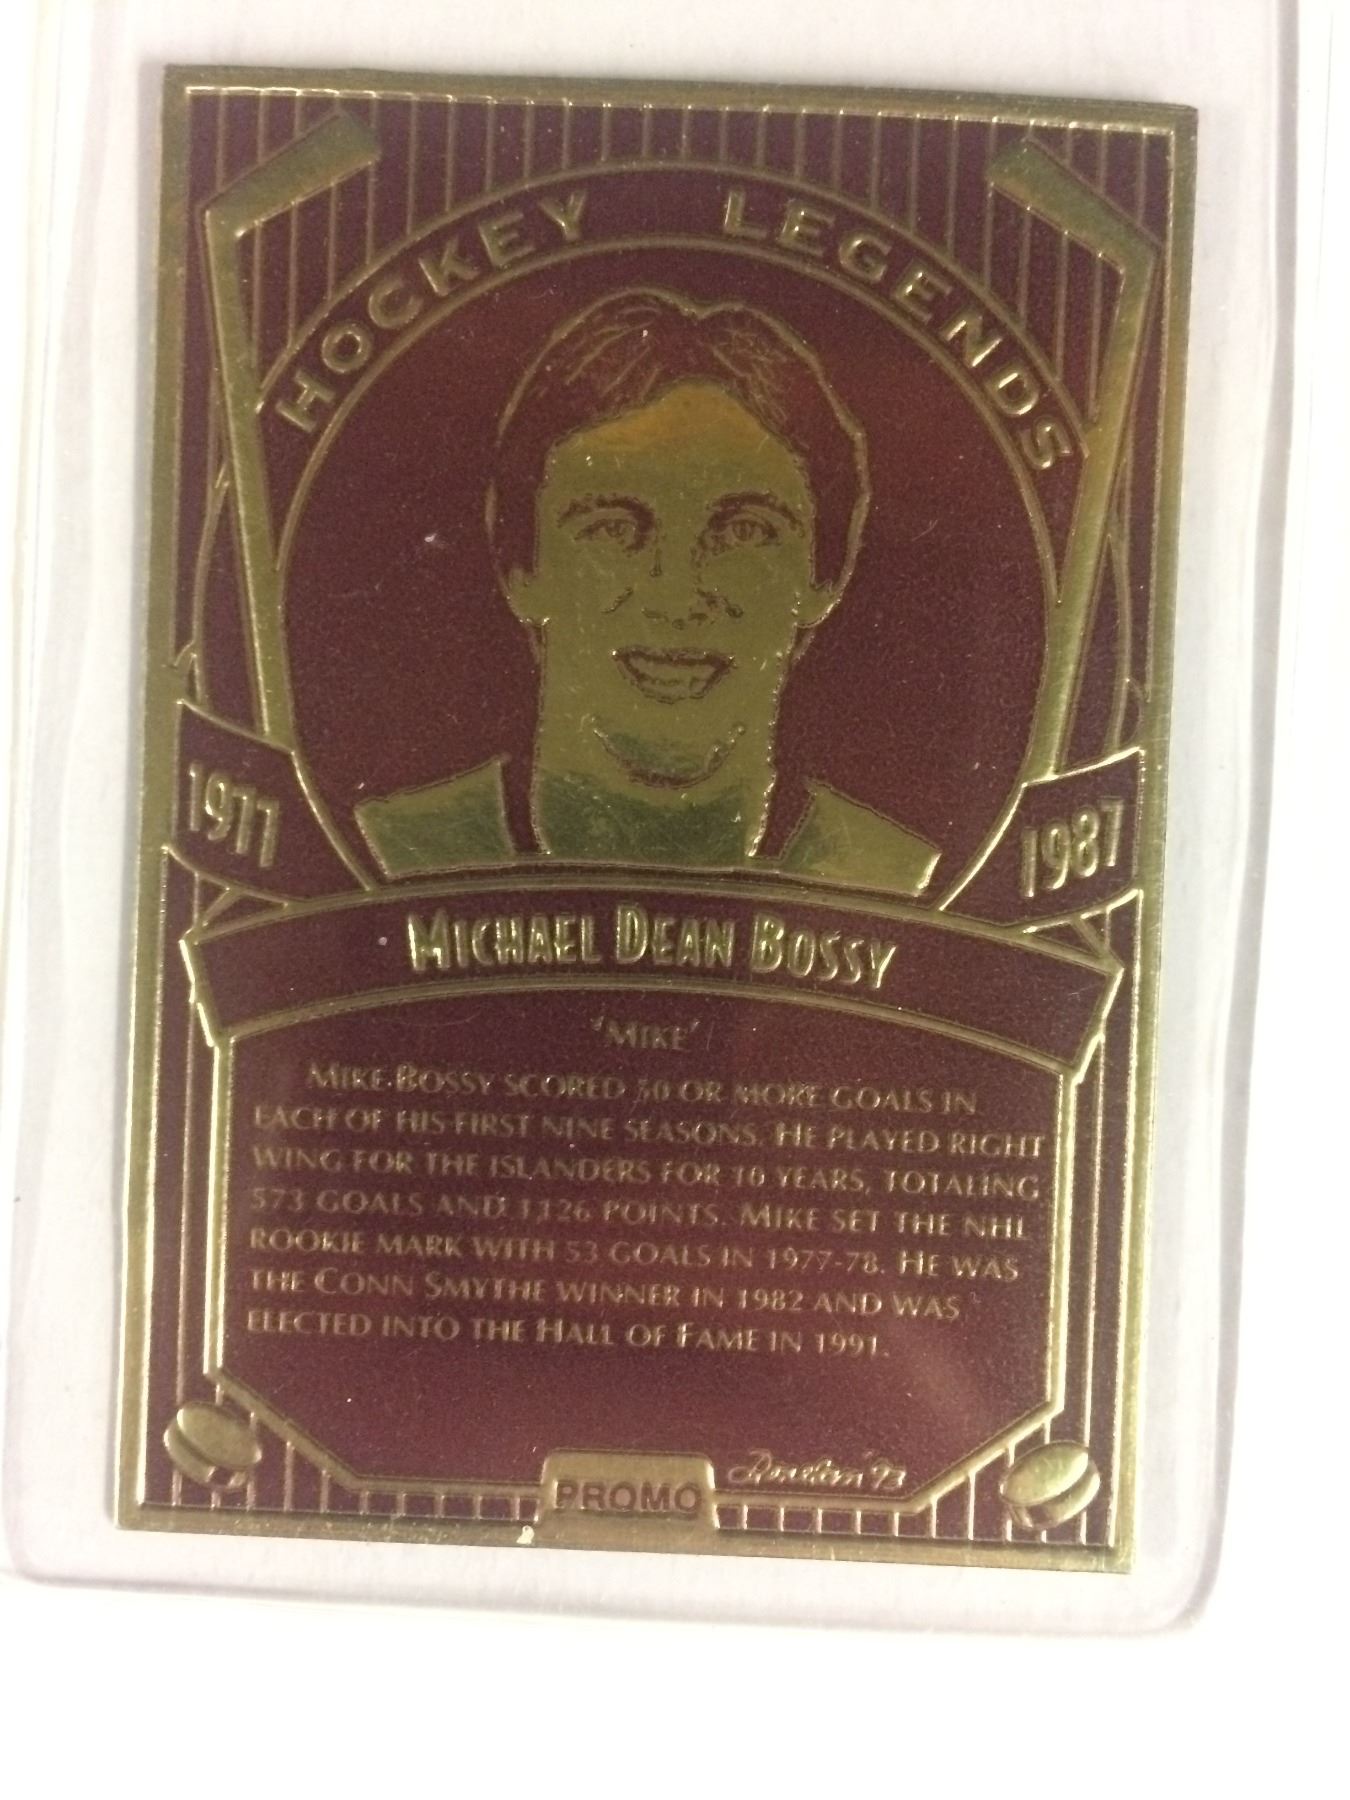 HOCKEY LEGENDS
1977
1987
MICHAEL DEAN BOSSY
'MIKE'
MIKE BOSSY SCORED 50 OR MORE GOALS IN
EACH OF HIS FIRST NINE SEASONS. HE PLAYED RIGHT
WING FOR THE ISLANDERS FOR 10 YEARS, TOTALING
573 GOALS AND 1126 POINTS. MIKE SET THE NHL
ROOKIE MARK WITH 53 GOALS IN 1977-78. HE WAS
THE CONN SMYTHE WINNER IN 1982 AND WAS
ELECTED INTO THE HALL OF FAME IN 1991.
PROMO
'93